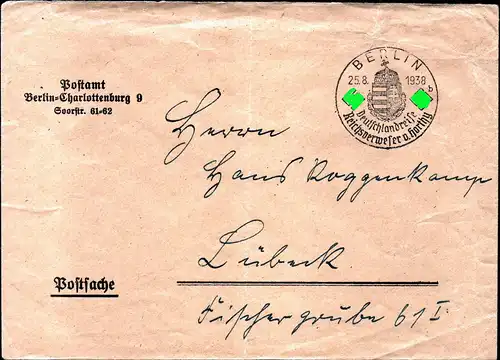 Postamt
Berlin-Charlottenburg 9
Soorstr. 61-62
BERLIN
25.8. 1938
b
Deutschlandreise
Reichsverweser v. Horthy
Herrn
Hans Roggenkamp
Lübeck
Postsache
Fischergrube 61 I